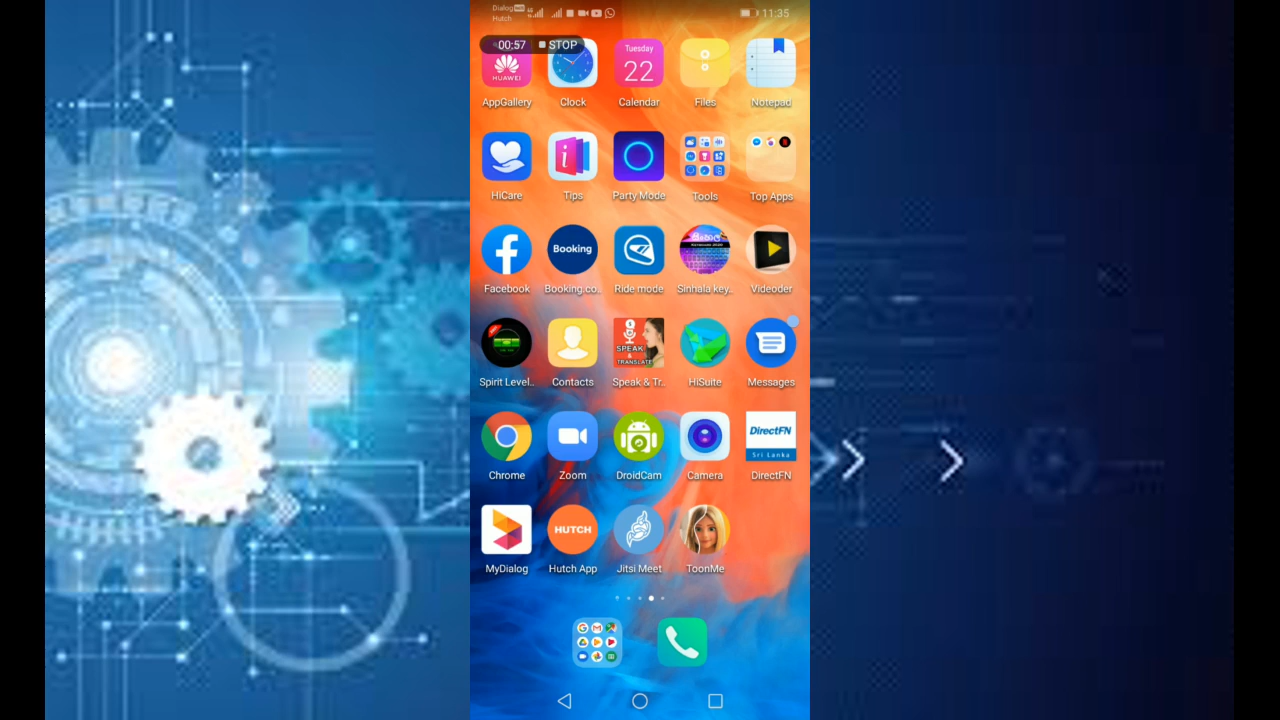 Dialog
Hutch
11:35
00:57 STOP
Tuesday
22
HUAWEI
AppGallery Clock Calendar Files Notepad
HiCare Tips Party Mode Tools Top Apps
Booking
සිංහල
Facebook Booking.co.. Ride mode Sinhala key.. Videoder
SPEAK
&
TRANSLATE
Spirit Level.. Contacts Speak & Tr.. HiSuite Messages
DirectFN
Sri Lanka
Chrome Zoom DroidCam Camera DirectFN
HUTCH
MyDialog Hutch App Jitsi Meet ToonMe